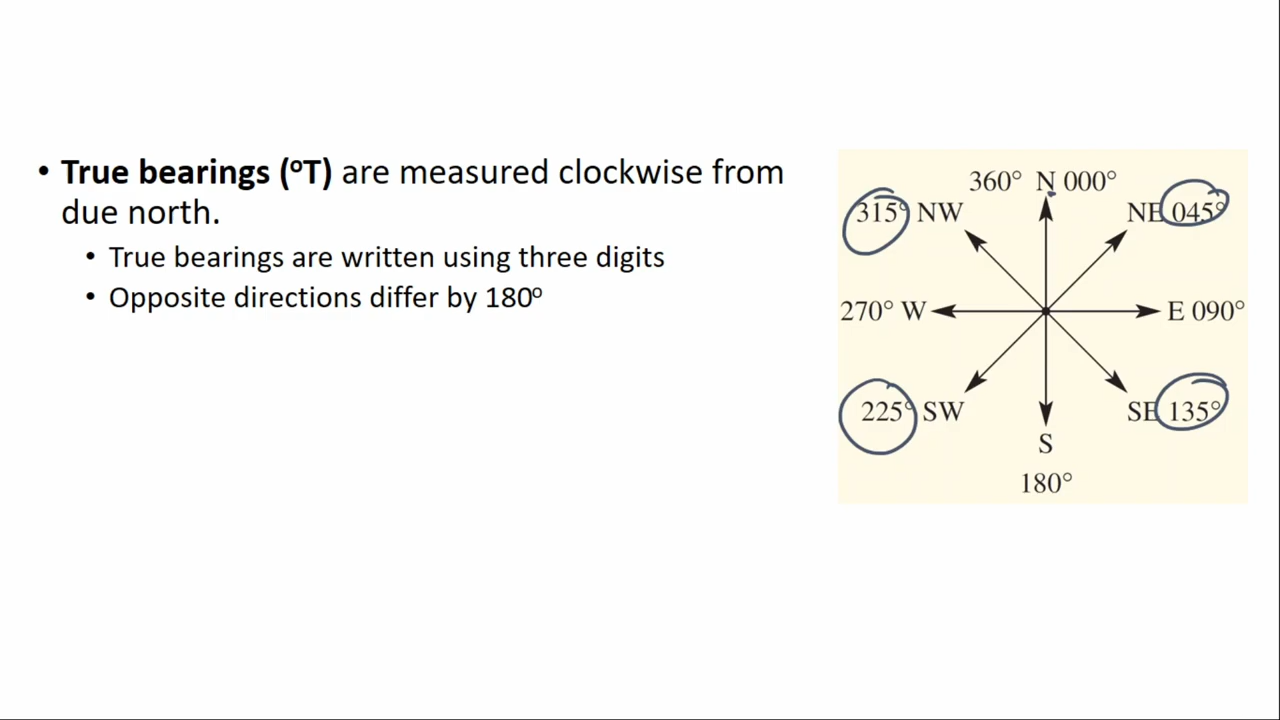 • True bearings (ºT) are measured clockwise from
due north.
• True bearings are written using three digits
• Opposite directions differ by 180º
360° N 000°
315° NW
NE 045°
270° W
E 090°
225° SW
SE 135°
S
180°